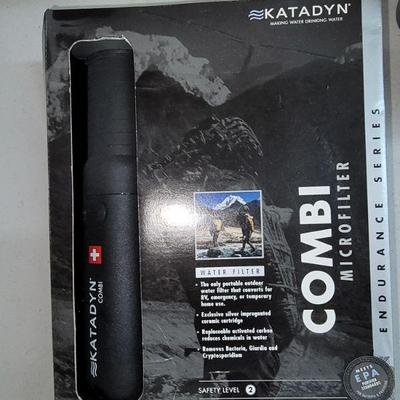 KATADYN®
MAKING WATER DRINKING WATER
COMBI
MICROFILTER
ENDURANCE SERIES
KATADYN®
COMBI
WATER FILTER
• The only portable outdoor
water filter that converts for
RV, emergency, or temporary
home use.
• Exclusive silver impregnated
ceramic cartridge
• Replaceable activated carbon
reduces chemicals in water
• Removes Bacteria, Giardia and
Cryptosporidium
SAFETY LEVEL 2
MEETS
EPA
STANDARDS